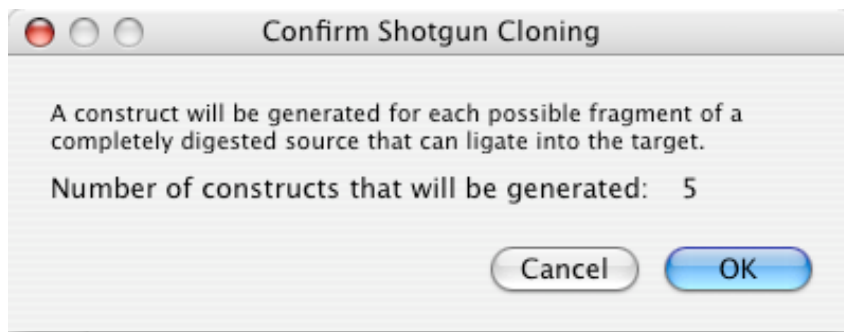 Confirm Shotgun Cloning
A construct will be generated for each possible fragment of a
completely digested source that can ligate into the target.
Number of constructs that will be generated: 5
Cancel OK